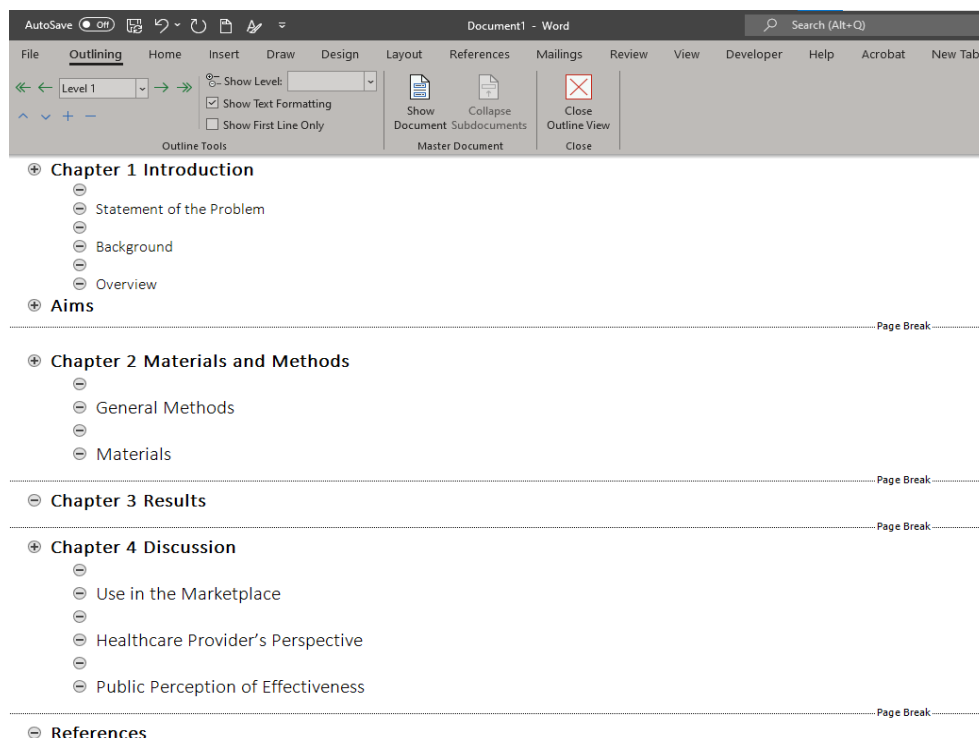 AutoSave Off Document1 - Word Search (Alt+Q)
File Outlining Home Insert Draw Design Layout References Mailings Review View Developer Help Acrobat New Tab
Level 1 Show Level:
Show Text Formatting
Show First Line Only
Show Document Collapse Subdocuments Close Outline View
Outline Tools Master Document Close
Chapter 1 Introduction
Statement of the Problem
Background
Overview
Aims
Page Break
Chapter 2 Materials and Methods
General Methods
Materials
Page Break
Chapter 3 Results
Page Break
Chapter 4 Discussion
Use in the Marketplace
Healthcare Provider’s Perspective
Public Perception of Effectiveness
Page Break
References